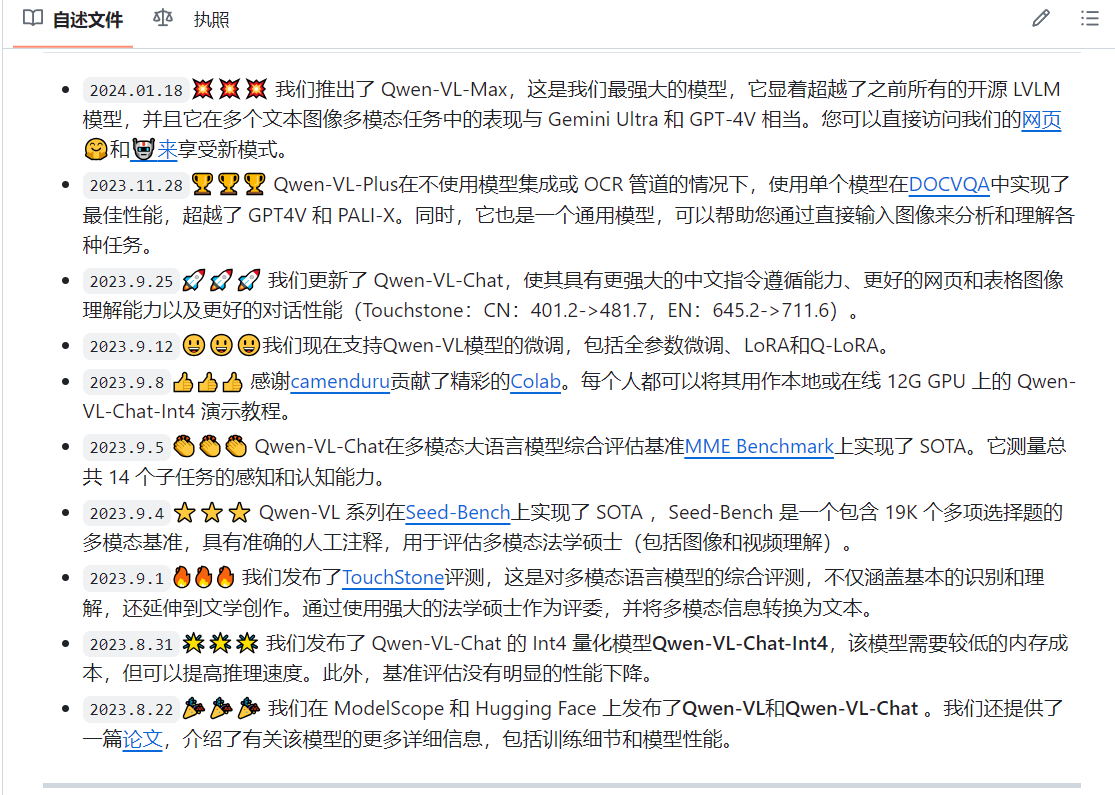 自述文件 执照
2024.01.18 💥💥💥 我们推出了 Qwen-VL-Max，这是我们最强大的模型，它显着超越了之前所有的开源 LVLM
模型，并且它在多个文本图像多模态任务中的表现与 Gemini Ultra 和 GPT-4V 相当。您可以直接访问我们的网页
🤗和🤖来享受新模式。
2023.11.28 🏆🏆🏆 Qwen-VL-Plus在不使用模型集成或 OCR 管道的情况下，使用单个模型在DOCVQA中实现了
最佳性能，超越了 GPT4V 和 PALI-X。同时，它也是一个通用模型，可以帮助您通过直接输入图像来分析和理解各
种任务。
2023.9.25 🚀🚀🚀 我们更新了 Qwen-VL-Chat，使其具有更强大的中文指令遵循能力、更好的网页和表格图像
理解能力以及更好的对话性能（Touchstone：CN：401.2->481.7，EN：645.2->711.6）。
2023.9.12 😃😃😃我们现在支持Qwen-VL模型的微调，包括全参数微调、LoRA和Q-LoRA。
2023.9.8 👍👍👍 感谢camenduru贡献了精彩的Colab。每个人都可以将其用作本地或在线 12G GPU 上的 Qwen-
VL-Chat-Int4 演示教程。
2023.9.5 👏👏👏 Qwen-VL-Chat在多模态大语言模型综合评估基准MME Benchmark上实现了 SOTA。它测量总
共 14 个子任务的感知和认知能力。
2023.9.4 ⭐⭐⭐ Qwen-VL 系列在Seed-Bench上实现了 SOTA ，Seed-Bench 是一个包含 19K 个多项选择题的
多模态基准，具有准确的人工注释，用于评估多模态法学硕士（包括图像和视频理解）。
2023.9.1 🔥🔥🔥 我们发布了TouchStone评测，这是对多模态语言模型的综合评测，不仅涵盖基本的识别和理
解，还延伸到文学创作。通过使用强大的法学硕士作为评委，并将多模态信息转换为文本。
2023.8.31 🌟🌟🌟 我们发布了 Qwen-VL-Chat 的 Int4 量化模型Qwen-VL-Chat-Int4，该模型需要较低的内存成
本，但可以提高推理速度。此外，基准评估没有明显的性能下降。
2023.8.22 🎉🎉🎉 我们在 ModelScope 和 Hugging Face 上发布了Qwen-VL和Qwen-VL-Chat 。我们还提供了
一篇论文，介绍了有关该模型的更多详细信息，包括训练细节和模型性能。